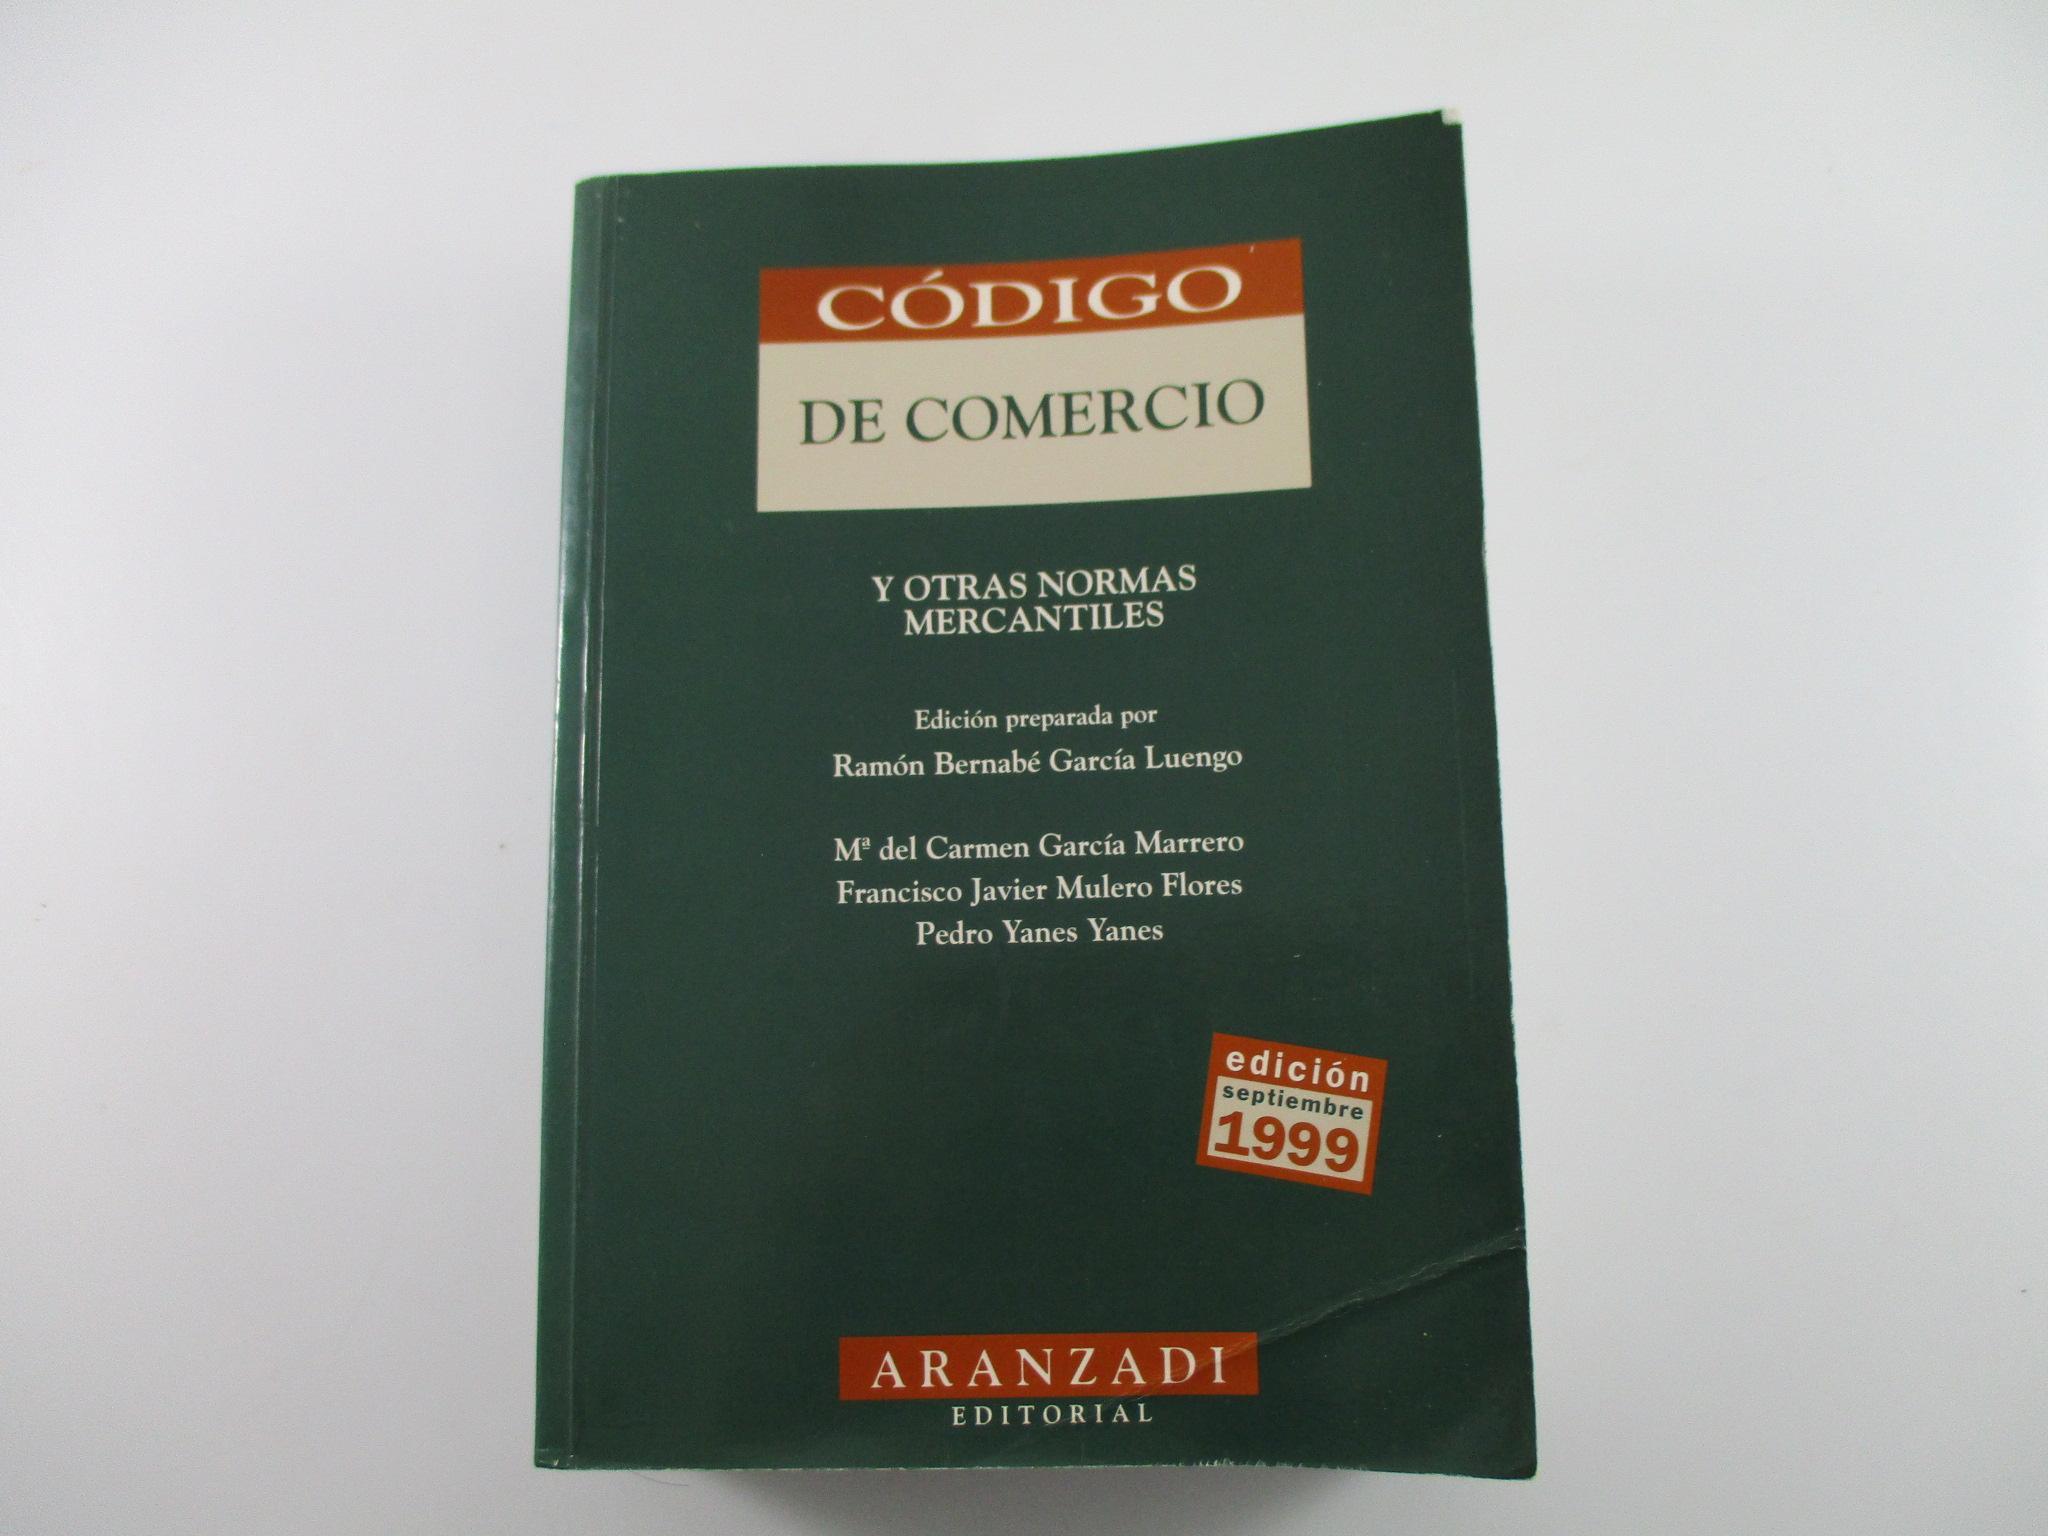 CÓDIGO
DE COMERCIO
Y OTRAS NORMAS
MERCANTILES
Edición preparada por
Ramón Bernabé García Luengo
Mª del Carmen García Marrero
Francisco Javier Mulero Flores
Pedro Yanes Yanes
edición
septiembre
1999
ARANZADI
EDITORIAL